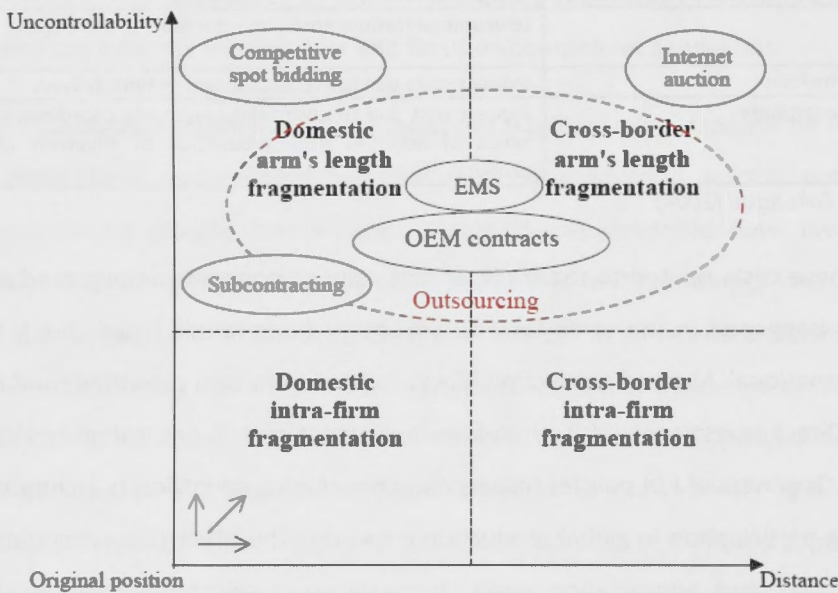 Uncontrollability
Competitive
spot bidding
Internet
auction
Domestic
arm's length
fragmentation
Cross-border
arm's length
fragmentation
EMS
OEM contracts
Subcontracting
Outsourcing
Domestic
intra-firm
fragmentation
Cross-border
intra-firm
fragmentation
Original position
Distance